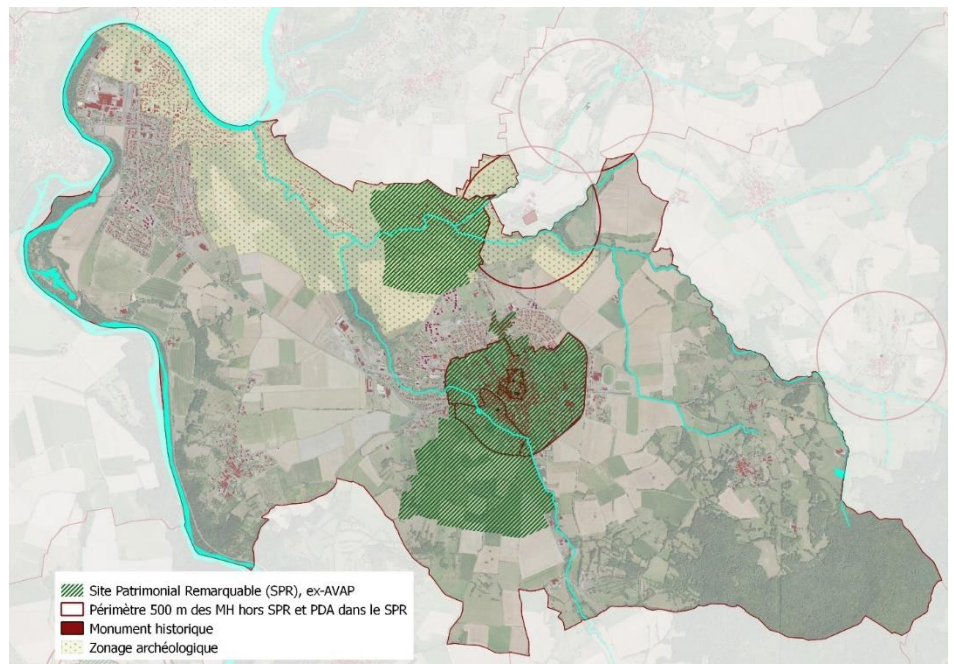 Site Patrimonial Remarquable (SPR), ex-AVAP
Périmètre 500 m des MH hors SPR et PDA dans le SPR
Monument historique
Zonage archéologique